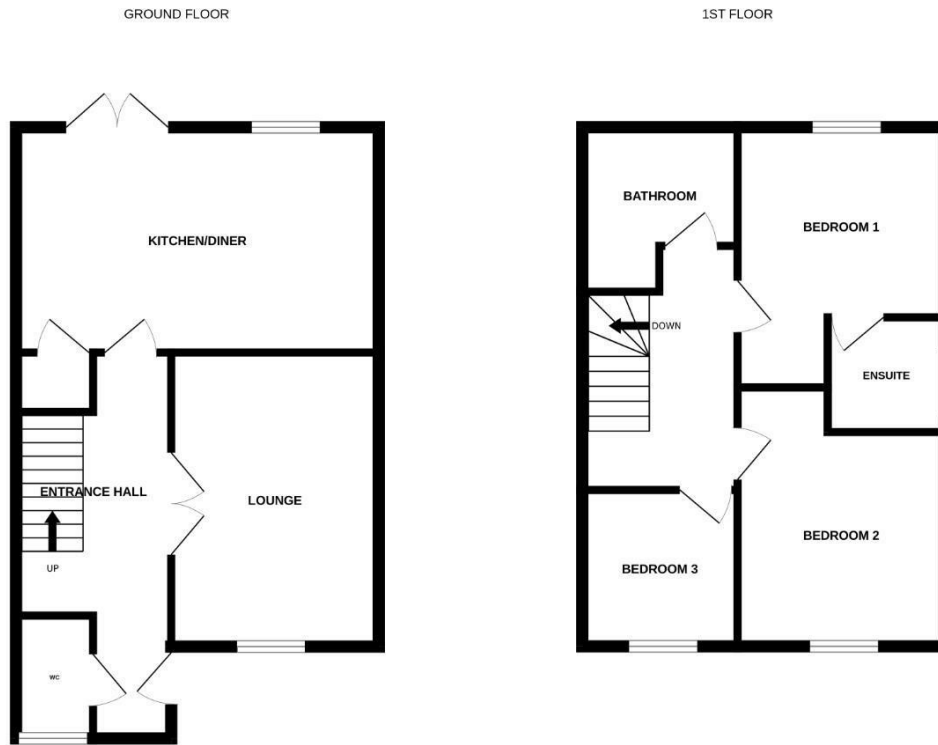 GROUND FLOOR
KITCHEN/DINER
ENTRANCE HALL
LOUNGE
UP
WC
1ST FLOOR
BATHROOM
BEDROOM 1
DOWN
ENSUITE
BEDROOM 2
BEDROOM 3